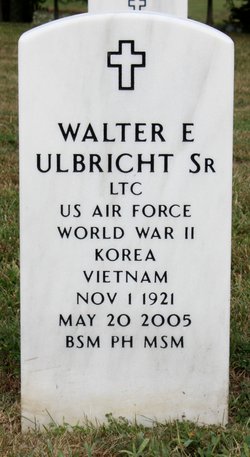 WALTER E
ULBRICHT SR
LTC
US AIR FORCE
WORLD WAR II
KOREA
VIETNAM
NOV 1 1921
MAY 20 2005
BSM PH MSM